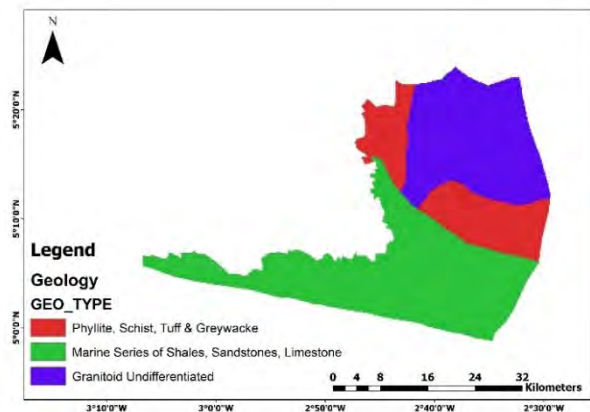 N
5°20'0"N
5°10'0"N
5°0'0"N
Legend
Geology
GEO_TYPE
Phyllite, Schist, Tuff & Greywacke
Marine Series of Shales, Sandstones, Limestone
Granitoid Undifferentiated
0 2 4 8 16 24 32
Kilometers
3°10'0"W 3°0'0"W 2°50'0"W 2°40'0"W 2°30'0"W